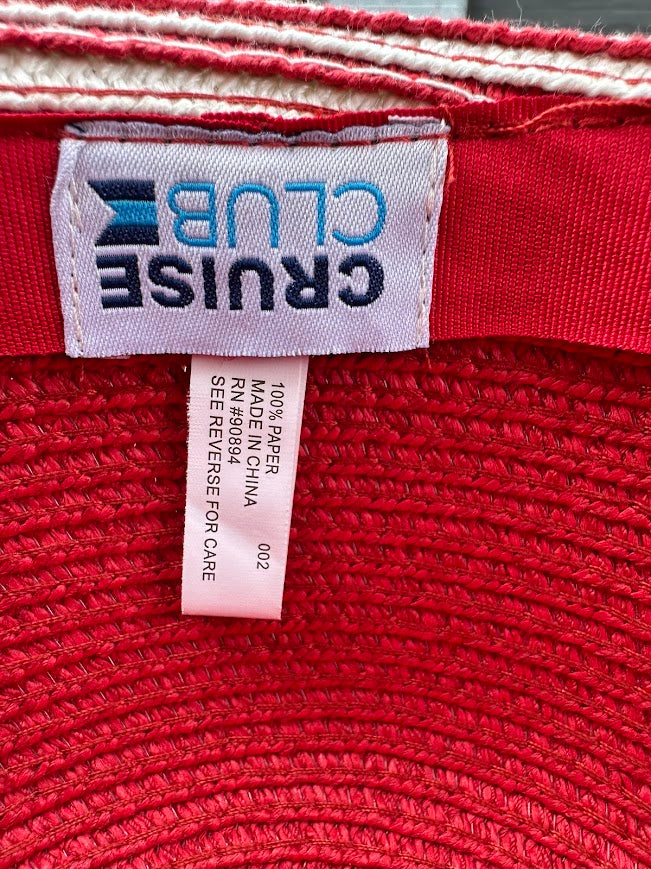 CRUISE
CLUB
100% PAPER
MADE IN CHINA
RN #90894 002
SEE REVERSE FOR CARE